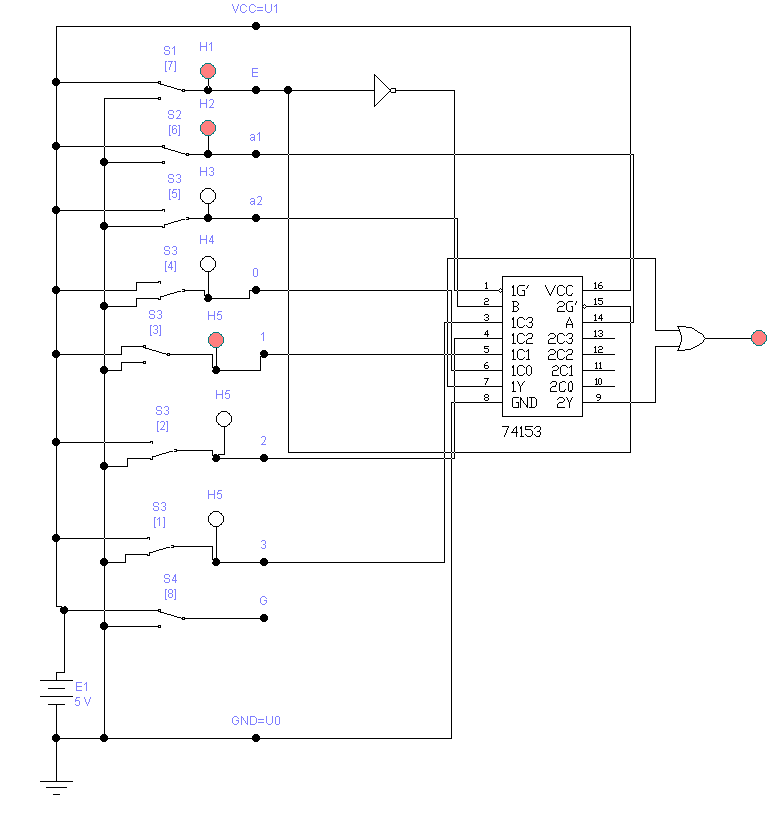 VCC=U1
S1
[7]
H1
E
H2
S2
[6]
a1
H3
S3
[5]
a2
H4
S3
[4]
0
H5
S3
[3]
1
H5
S3
[2]
2
H5
S3
[1]
3
S4
[8]
G
E1
5 V
GND=U0
1 1G' VCC 16
2 B 2G' 15
3 1C3 A 14
4 1C2 2C3 13
5 1C1 2C2 12
6 1C0 2C1 11
7 1Y 2C0 10
8 GND 2Y 9
74153